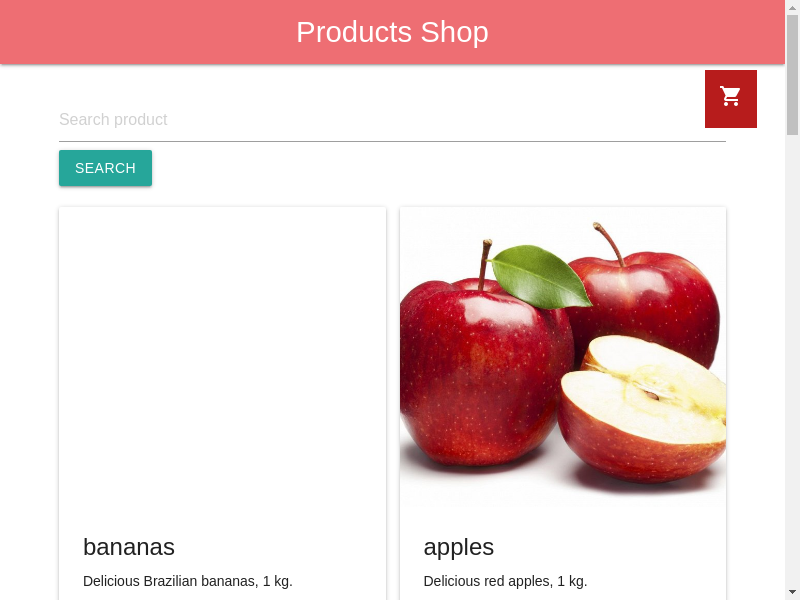 Products Shop
Search product
SEARCH
bananas
Delicious Brazilian bananas, 1 kg.
apples
Delicious red apples, 1 kg.